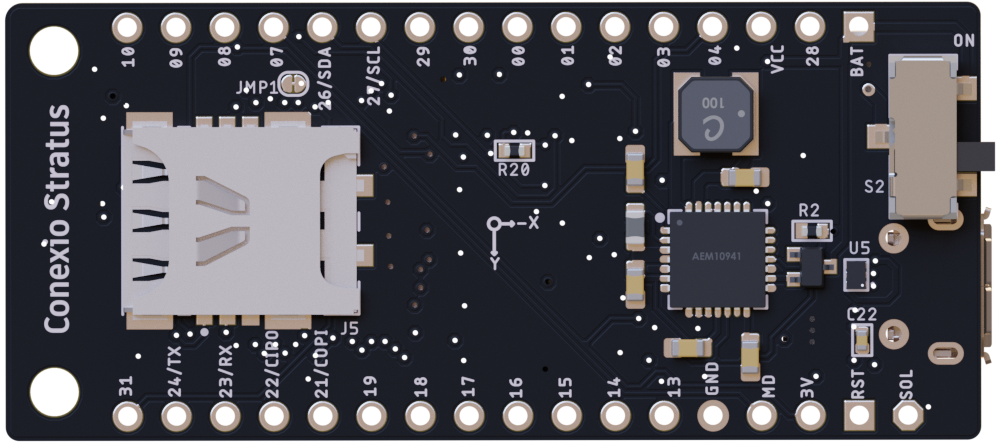 10
09
08
07
26/SDA
27/SCL
29
30
00
01
02
03
04
VCC
28
BAT
ON
JMP1
C
100
Conexio Stratus
R20
S2
-X
Y
R2
AEM10941
U5
J5
C22
31
24/TX
23/RX
22/CIPO
21/COPI
19
18
17
16
15
14
13
GND
MD
3V
RST
SOL